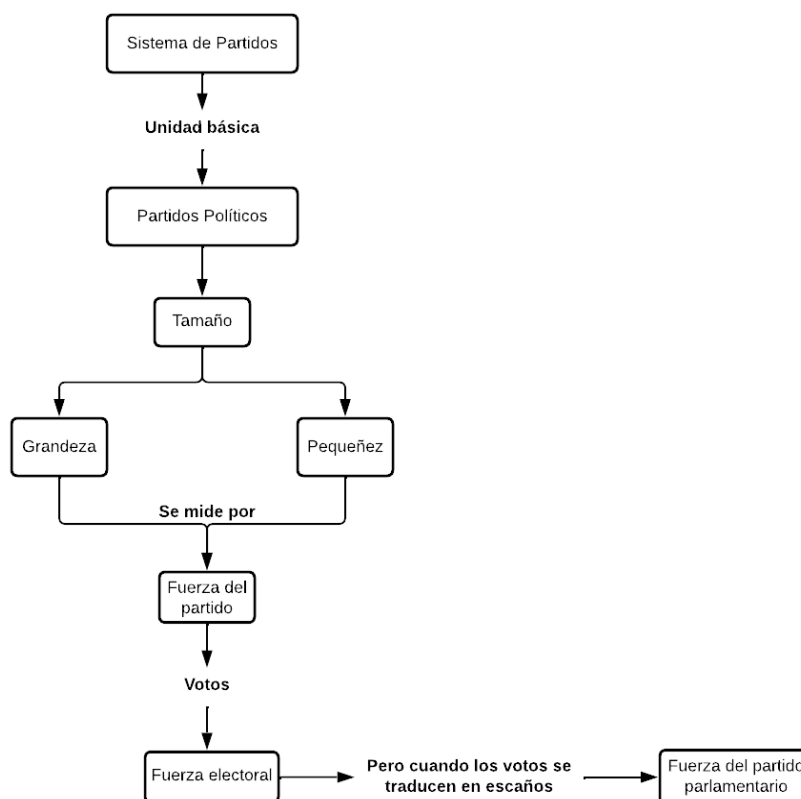 Sistema de Partidos
Unidad básica
Partidos Políticos
Tamaño
Grandeza
Pequeñez
Se mide por
Fuerza del
partido
Votos
Fuerza electoral
Pero cuando los votos se
traducen en escaños
Fuerza del partido
parlamentario